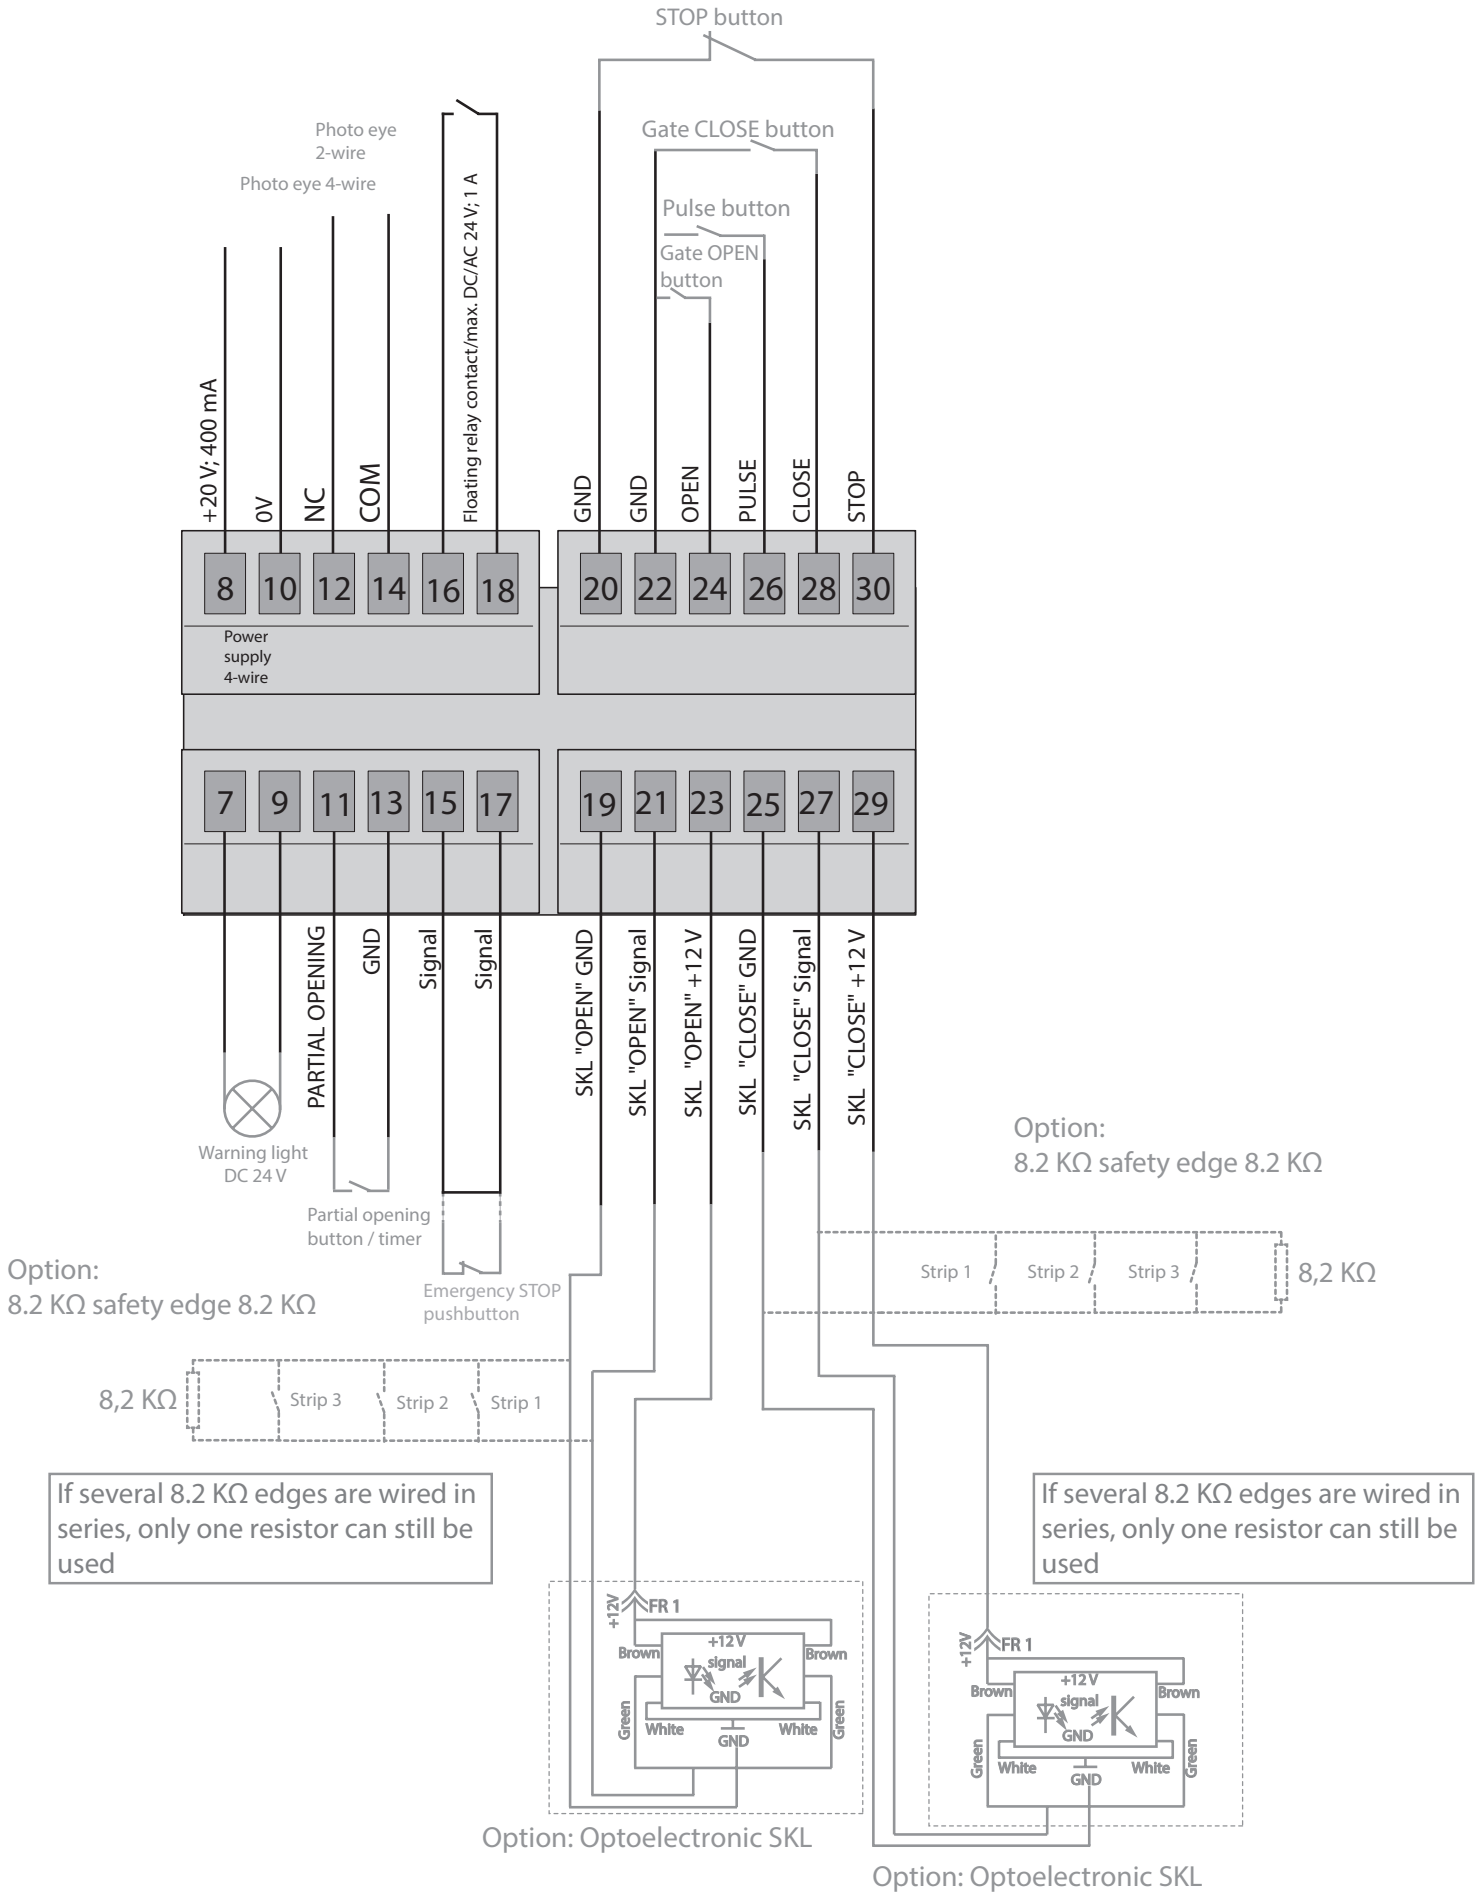 STOP button
Gate CLOSE button
Photo eye
2-wire
Photo eye 4-wire
Pulse button
Gate OPEN
button
+20 V; 400 mA
0V
NC
COM
Floating relay contact/max. DC/AC 24 V; 1 A
GND
GND
OPEN
PULSE
CLOSE
STOP
8
10
12
14
16
18
20
22
24
26
28
30
Power
supply
4-wire
7
9
11
13
15
17
19
21
23
25
27
29
PARTIAL OPENING
GND
Signal
Signal
SKL "OPEN" GND
SKL "OPEN" Signal
SKL "OPEN" +12 V
SKL "CLOSE" GND
SKL "CLOSE" Signal
SKL "CLOSE" +12 V
Warning light
DC 24 V
Partial opening
button / timer
Emergency STOP
pushbutton
Option:
8.2 KΩ safety edge 8.2 KΩ
Strip 1
Strip 2
Strip 3
8,2 KΩ
Option:
8.2 KΩ safety edge 8.2 KΩ
8,2 KΩ
Strip 3
Strip 2
Strip 1
If several 8.2 KΩ edges are wired in
series, only one resistor can still be
used
If several 8.2 KΩ edges are wired in
series, only one resistor can still be
used
+12V
FR 1
Brown
+12 V
signal
GND
Brown
Green
White
GND
White
Green
Option: Optoelectronic SKL
+12V
FR 1
Brown
+12 V
signal
GND
Brown
Green
White
GND
White
Green
Option: Optoelectronic SKL